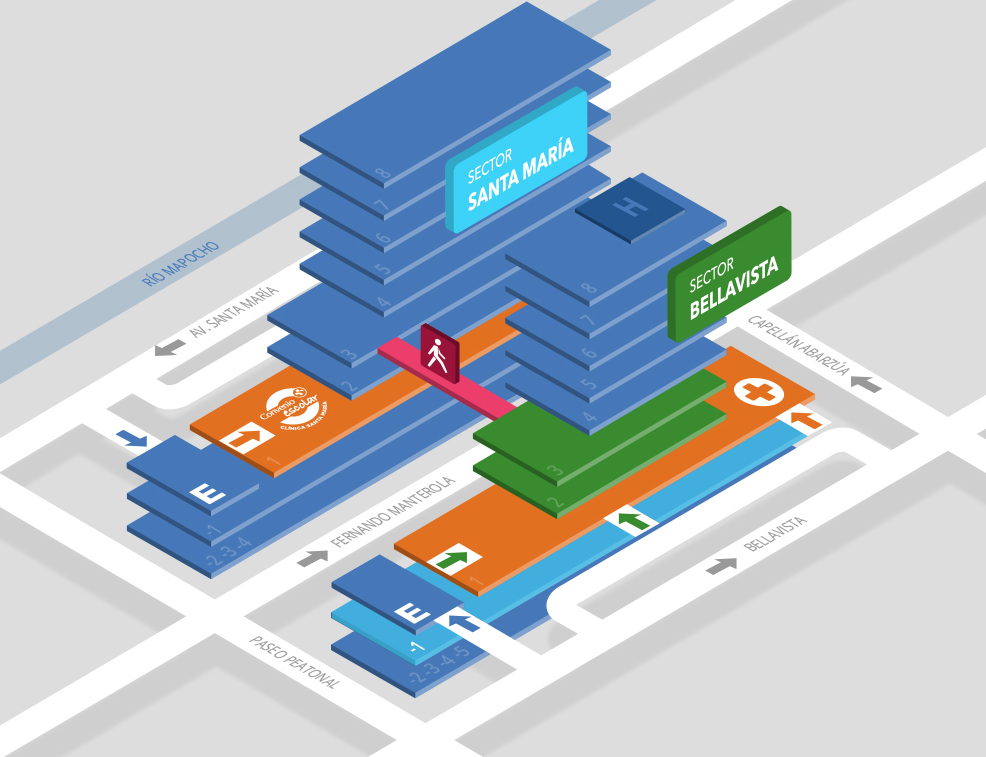 8
7
6
5
4
3
2
1
-1
-2-3-4
SECTOR
SANTA MARÍA
H
8
7
6
5
4
3
2
1
-1
-2-3-4-5
SECTOR
BELLAVISTA
RÍO MAPOCHO
AV. SANTA MARÍA
CAPELLÁN ABARZÚA
Convenio
escolar
CLÍNICA SANTA MARÍA
E
FERNANDO MANTEROLA
E
BELLAVISTA
PASEO PEATONAL